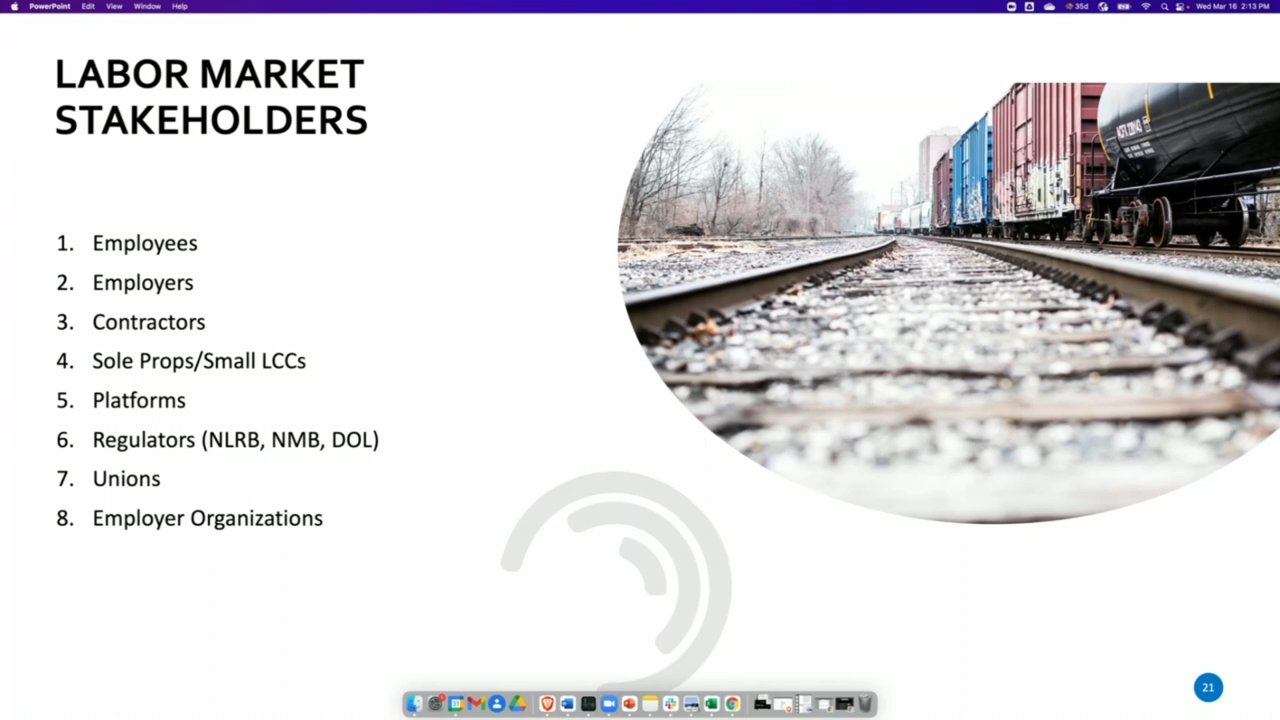 PowerPoint Edit View Window Help 35d Wed Mar 16 2:13 PM
LABOR MARKET
STAKEHOLDERS
1. Employees
2. Employers
3. Contractors
4. Sole Props/Small LCCs
5. Platforms
6. Regulators (NLRB, NMB, DOL)
7. Unions
8. Employer Organizations
21